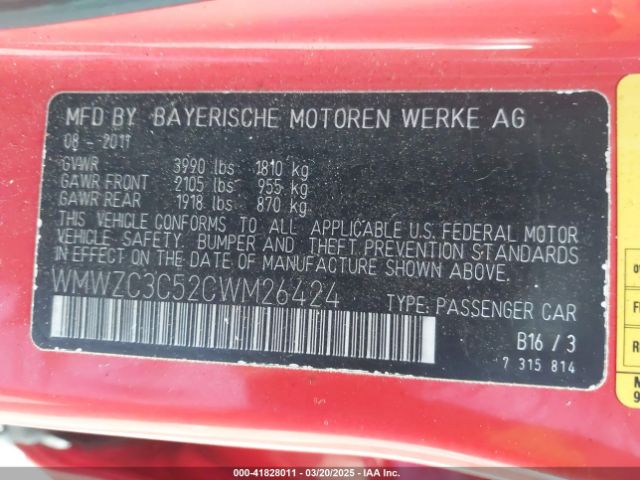 MFD BY BAYERISCHE MOTOREN WERKE AG
08 - 2011
GVWR 3990 lbs 1810 kg
GAWR FRONT 2105 lbs 955 kg
GAWR REAR 1918 lbs 870 kg
THIS VEHICLE CONFORMS TO ALL APPLICABLE U.S. FEDERAL MOTOR
VEHICLE SAFETY, BUMPER AND THEFT PREVENTION STANDARDS
IN EFFECT ON THE DATE OF MANUFACTURE SHOWN ABOVE.
WMWZC3C52CWM26424 TYPE: PASSENGER CAR
B16 / 3
7 315 814
000-41828011 — 03/20/2025 — IAA Inc.